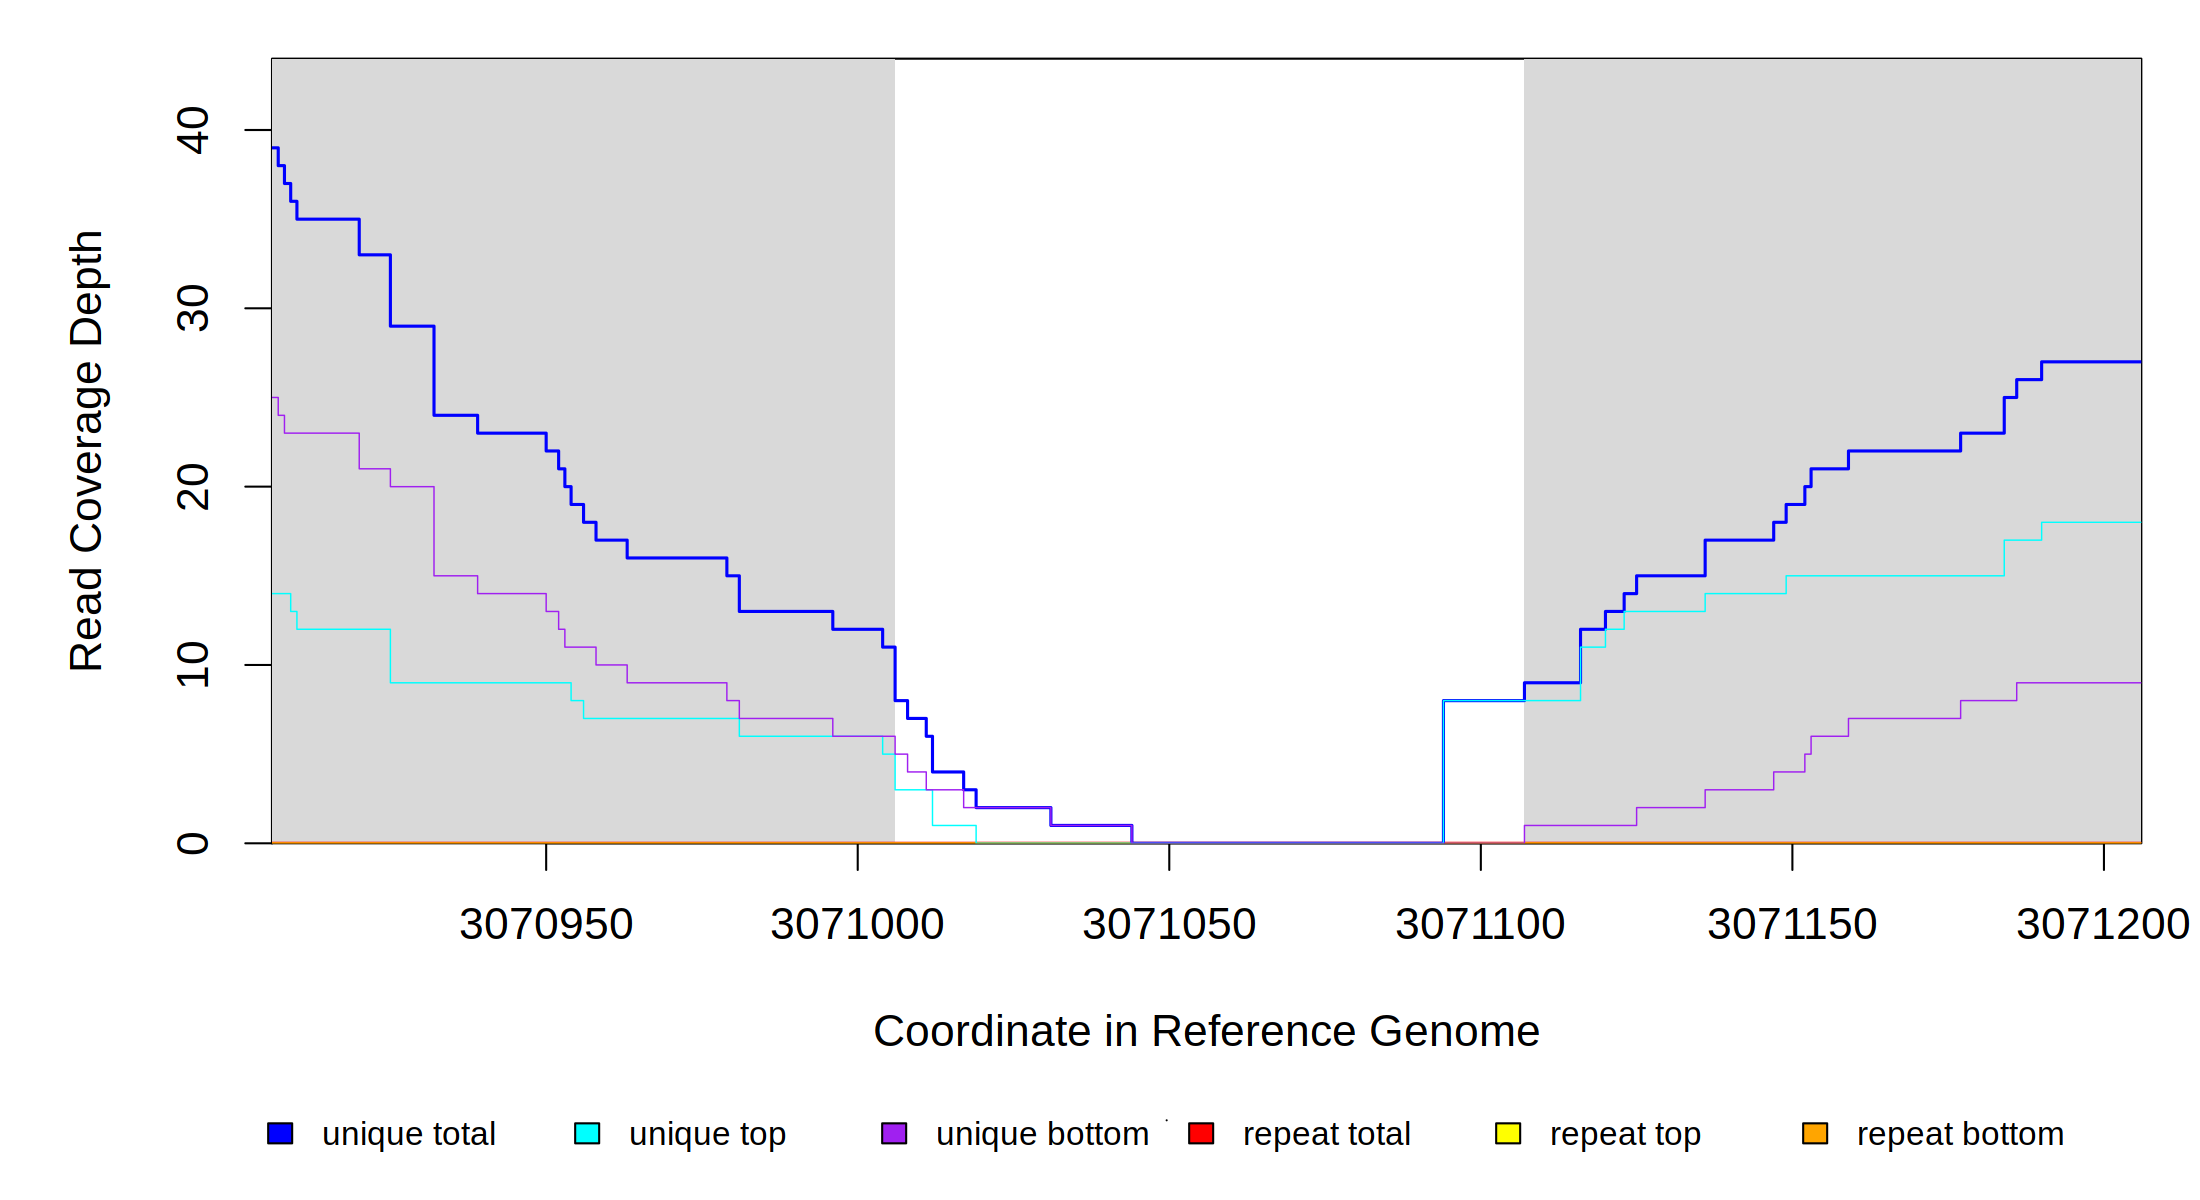 40
30
20
10
0
Read Coverage Depth
3070950 3071000 3071050 3071100 3071150 3071200
Coordinate in Reference Genome
unique total unique top unique bottom repeat total repeat top repeat bottom